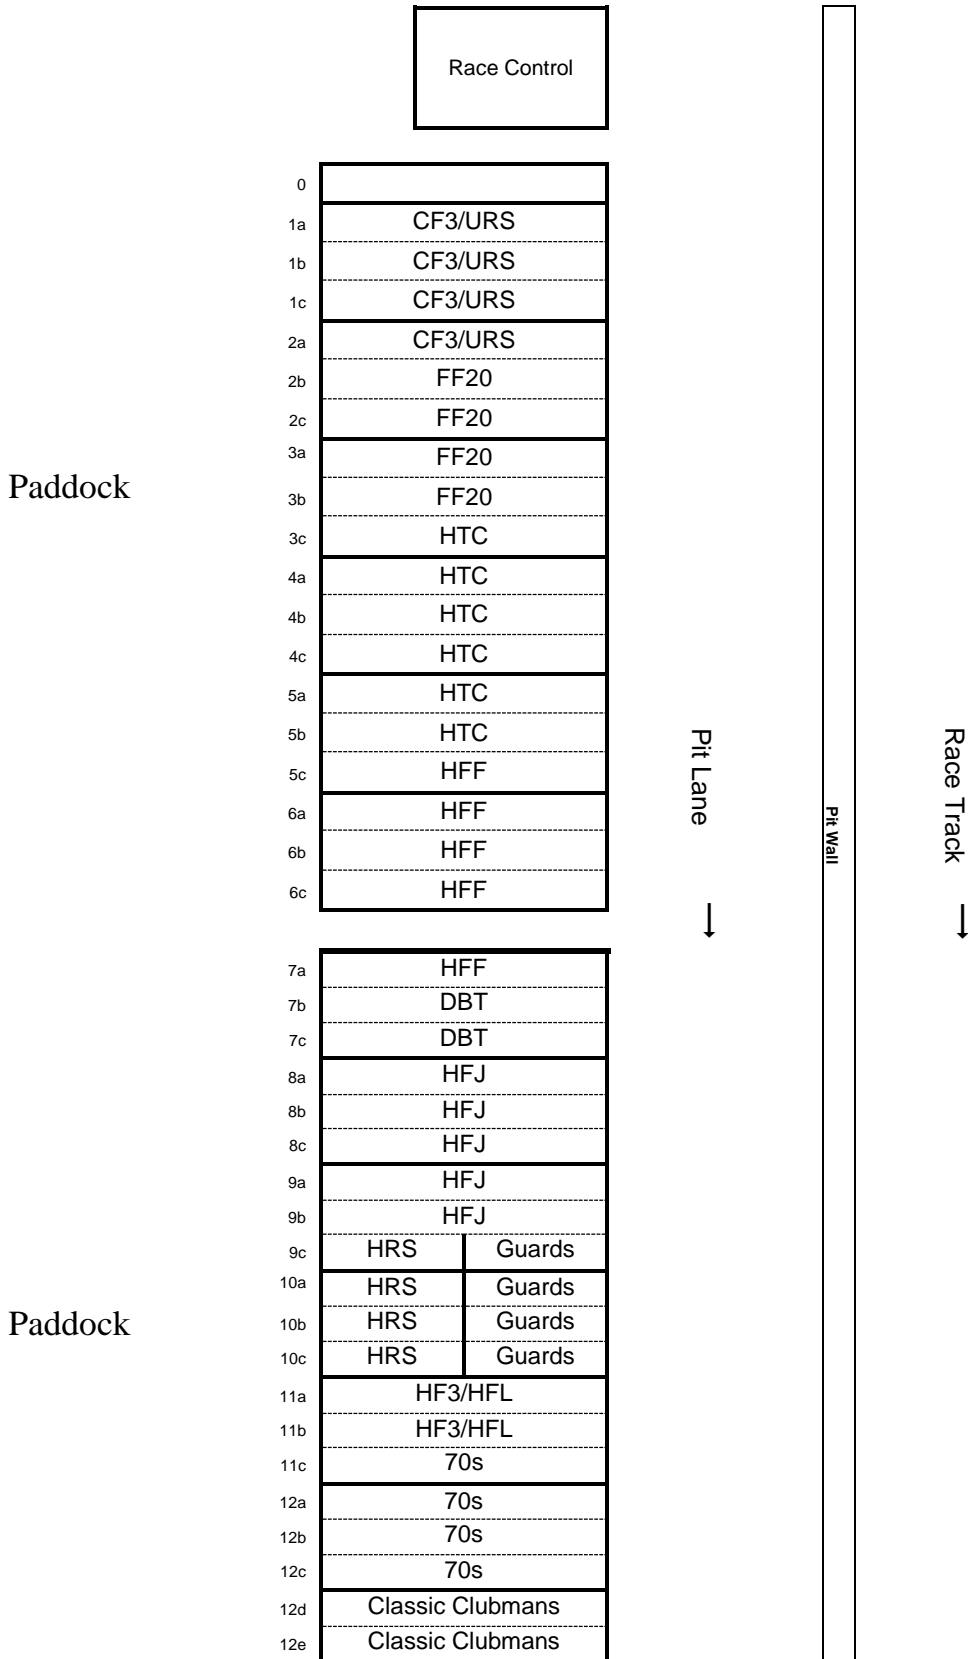 Race Control
0
1a CF3/URS
1b CF3/URS
1c CF3/URS
2a CF3/URS
2b FF20
2c FF20
3a FF20
Paddock
3b FF20
3c HTC
4a HTC
4b HTC
4c HTC
5a HTC
5b HTC
5c HFF
Pit Lane
Pit Wall
Race Track
6a HFF
6b HFF
6c HFF
7a HFF
7b DBT
7c DBT
8a HFJ
8b HFJ
8c HFJ
9a HFJ
9b HFJ
9c HRS Guards
10a HRS Guards
Paddock
10b HRS Guards
10c HRS Guards
11a HF3/HFL
11b HF3/HFL
11c 70s
12a 70s
12b 70s
12c 70s
12d Classic Clubmans
12e Classic Clubmans